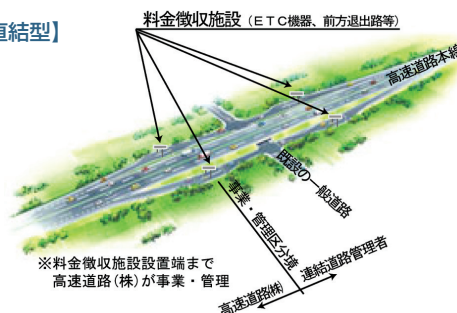 直結型】
料金徴収施設（ＥＴＣ機器、前方退出路等）
高速道路本線
既設の一般道路
事業・管理区分境
※料金徴収施設設置端まで
高速道路(株)が事業・管理
高速道路(株)
連結道路管理者